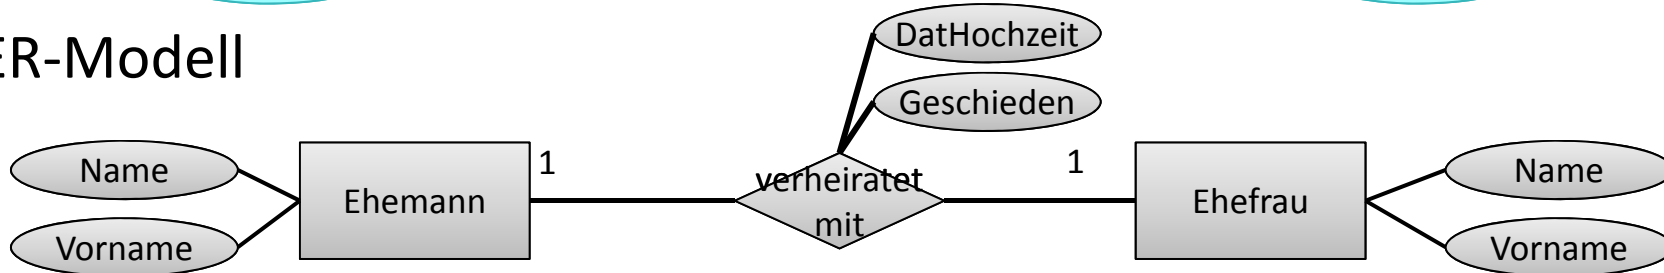 ER-Modell
DatHochzeit
Geschieden
Name
Vorname
Ehemann
1
verheiratet
mit
1
Ehefrau
Name
Vorname